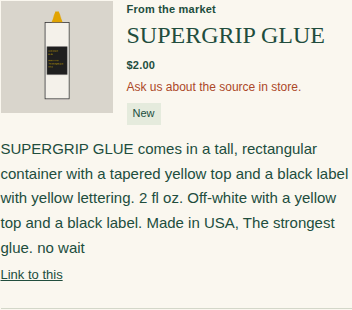 From the market
SUPERGRIP GLUE
$2.00
Ask us about the source in store.
New
SUPERGRIP GLUE comes in a tall, rectangular
container with a tapered yellow top and a black label
with yellow lettering. 2 fl oz. Off-white with a yellow
top and a black label. Made in USA, The strongest
glue. no wait
Link to this